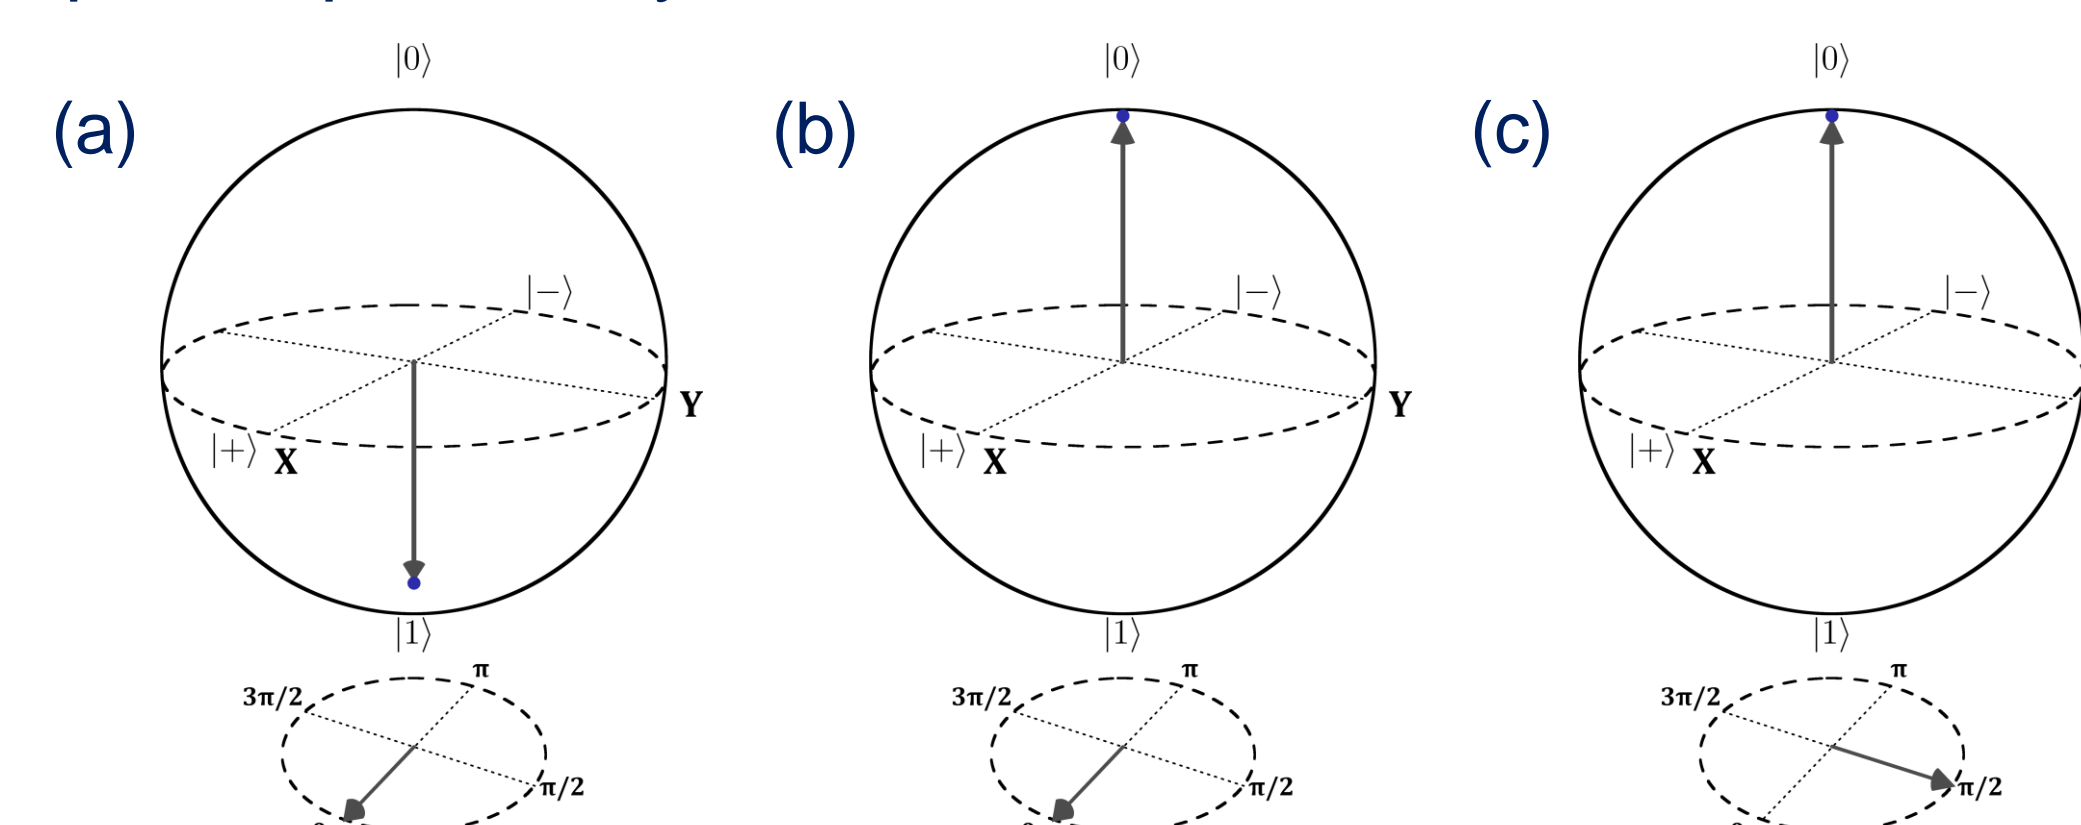 |0⟩ |0⟩ |0⟩
(a) (b) (c)
|−⟩ |−⟩ |−⟩
Y Y
|+⟩ X |+⟩ X |+⟩ X
|1⟩ |1⟩ |1⟩
π π π
3π/2 3π/2 3π/2
π/2 π/2 π/2